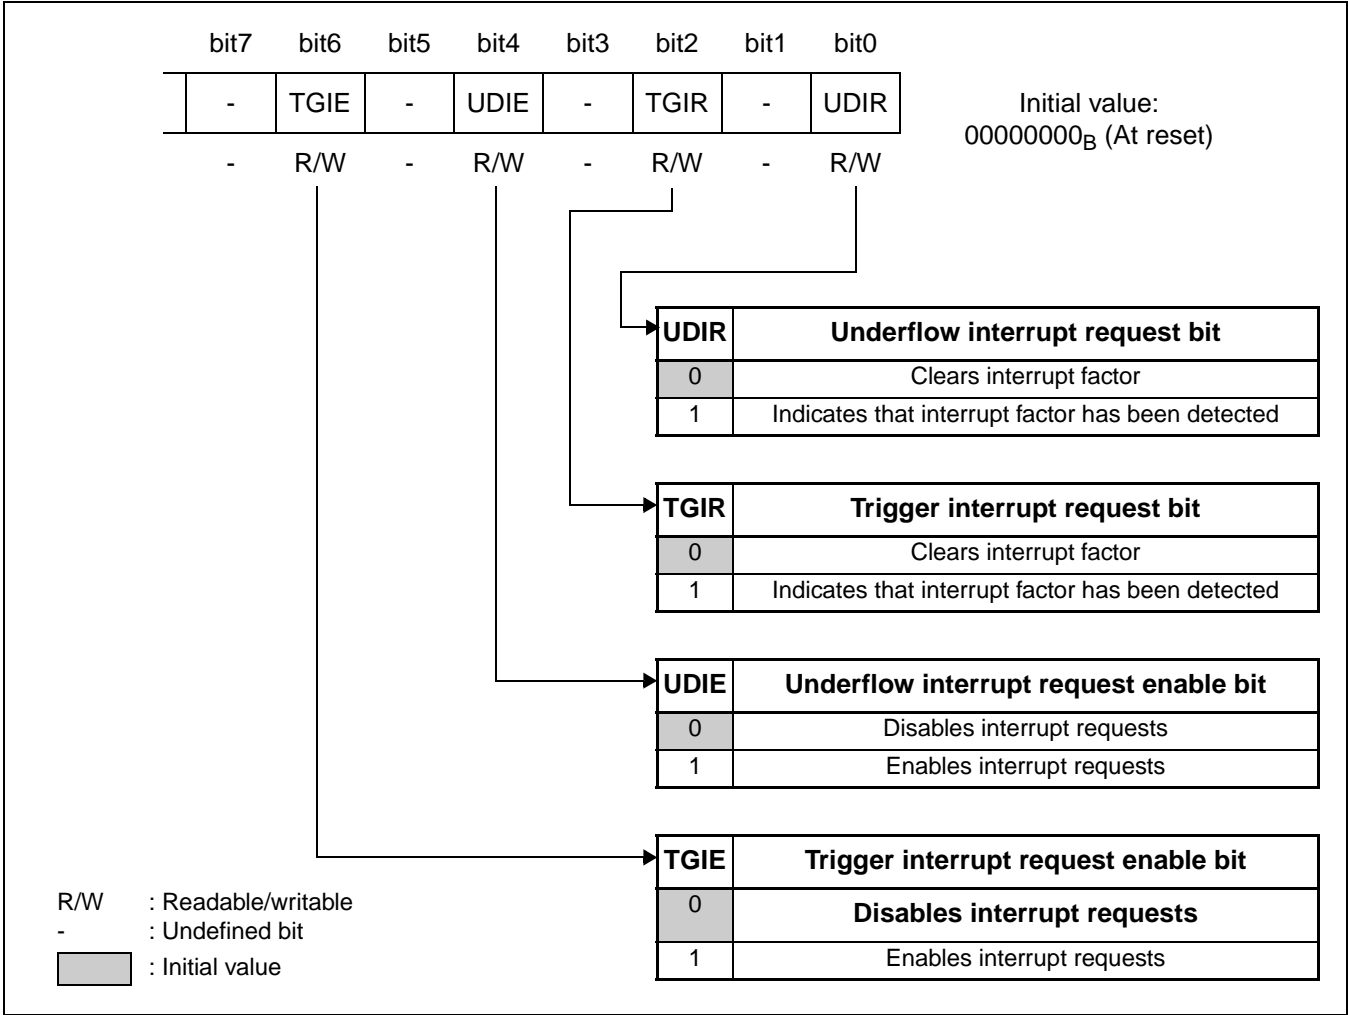 bit7 bit6 bit5 bit4 bit3 bit2 bit1 bit0
- TGIE - UDIE - TGIR - UDIR
- R/W - R/W - R/W - R/W
Initial value:
00000000B (At reset)
UDIR Underflow interrupt request bit
0 Clears interrupt factor
1 Indicates that interrupt factor has been detected
TGIR Trigger interrupt request bit
0 Clears interrupt factor
1 Indicates that interrupt factor has been detected
UDIE Underflow interrupt request enable bit
0 Disables interrupt requests
1 Enables interrupt requests
TGIE Trigger interrupt request enable bit
0 Disables interrupt requests
1 Enables interrupt requests
R/W : Readable/writable
- : Undefined bit
: Initial value